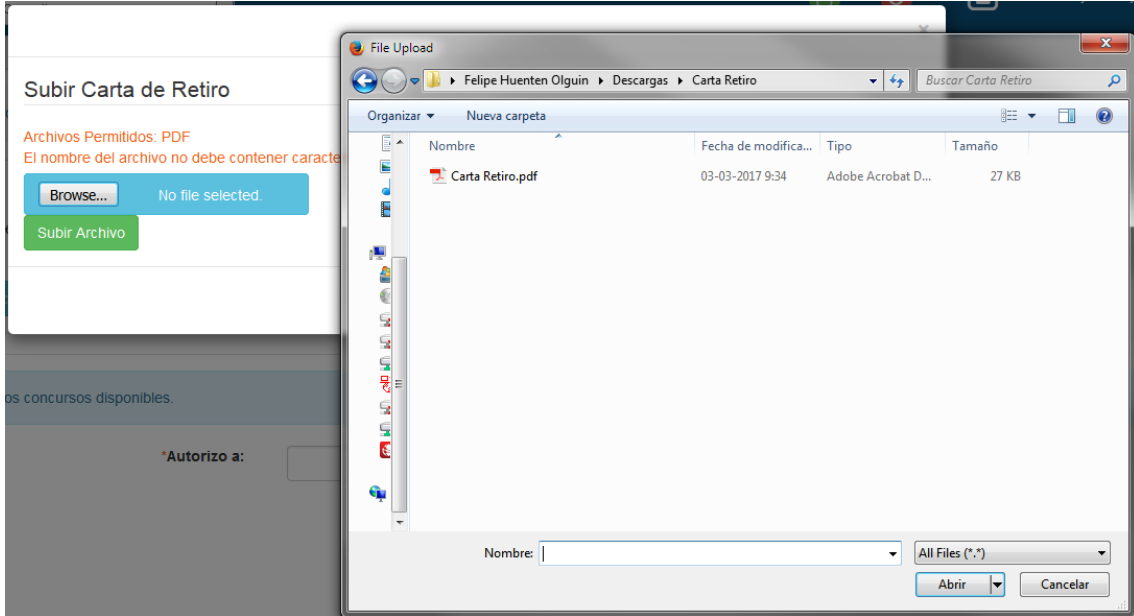 Subir Carta de Retiro
Archivos Permitidos: PDF
El nombre del archivo no debe contener caracte
Browse... No file selected.
Subir Archivo
os concursos disponibles.
*Autorizo a:
File Upload
Felipe Huenten Olguin Descargas Carta Retiro
Buscar Carta Retiro
Organizar Nueva carpeta
Nombre Fecha de modifica... Tipo Tamaño
Carta Retiro.pdf 03-03-2017 9:34 Adobe Acrobat D... 27 KB
Nombre: All Files (*.*)
Abrir Cancelar